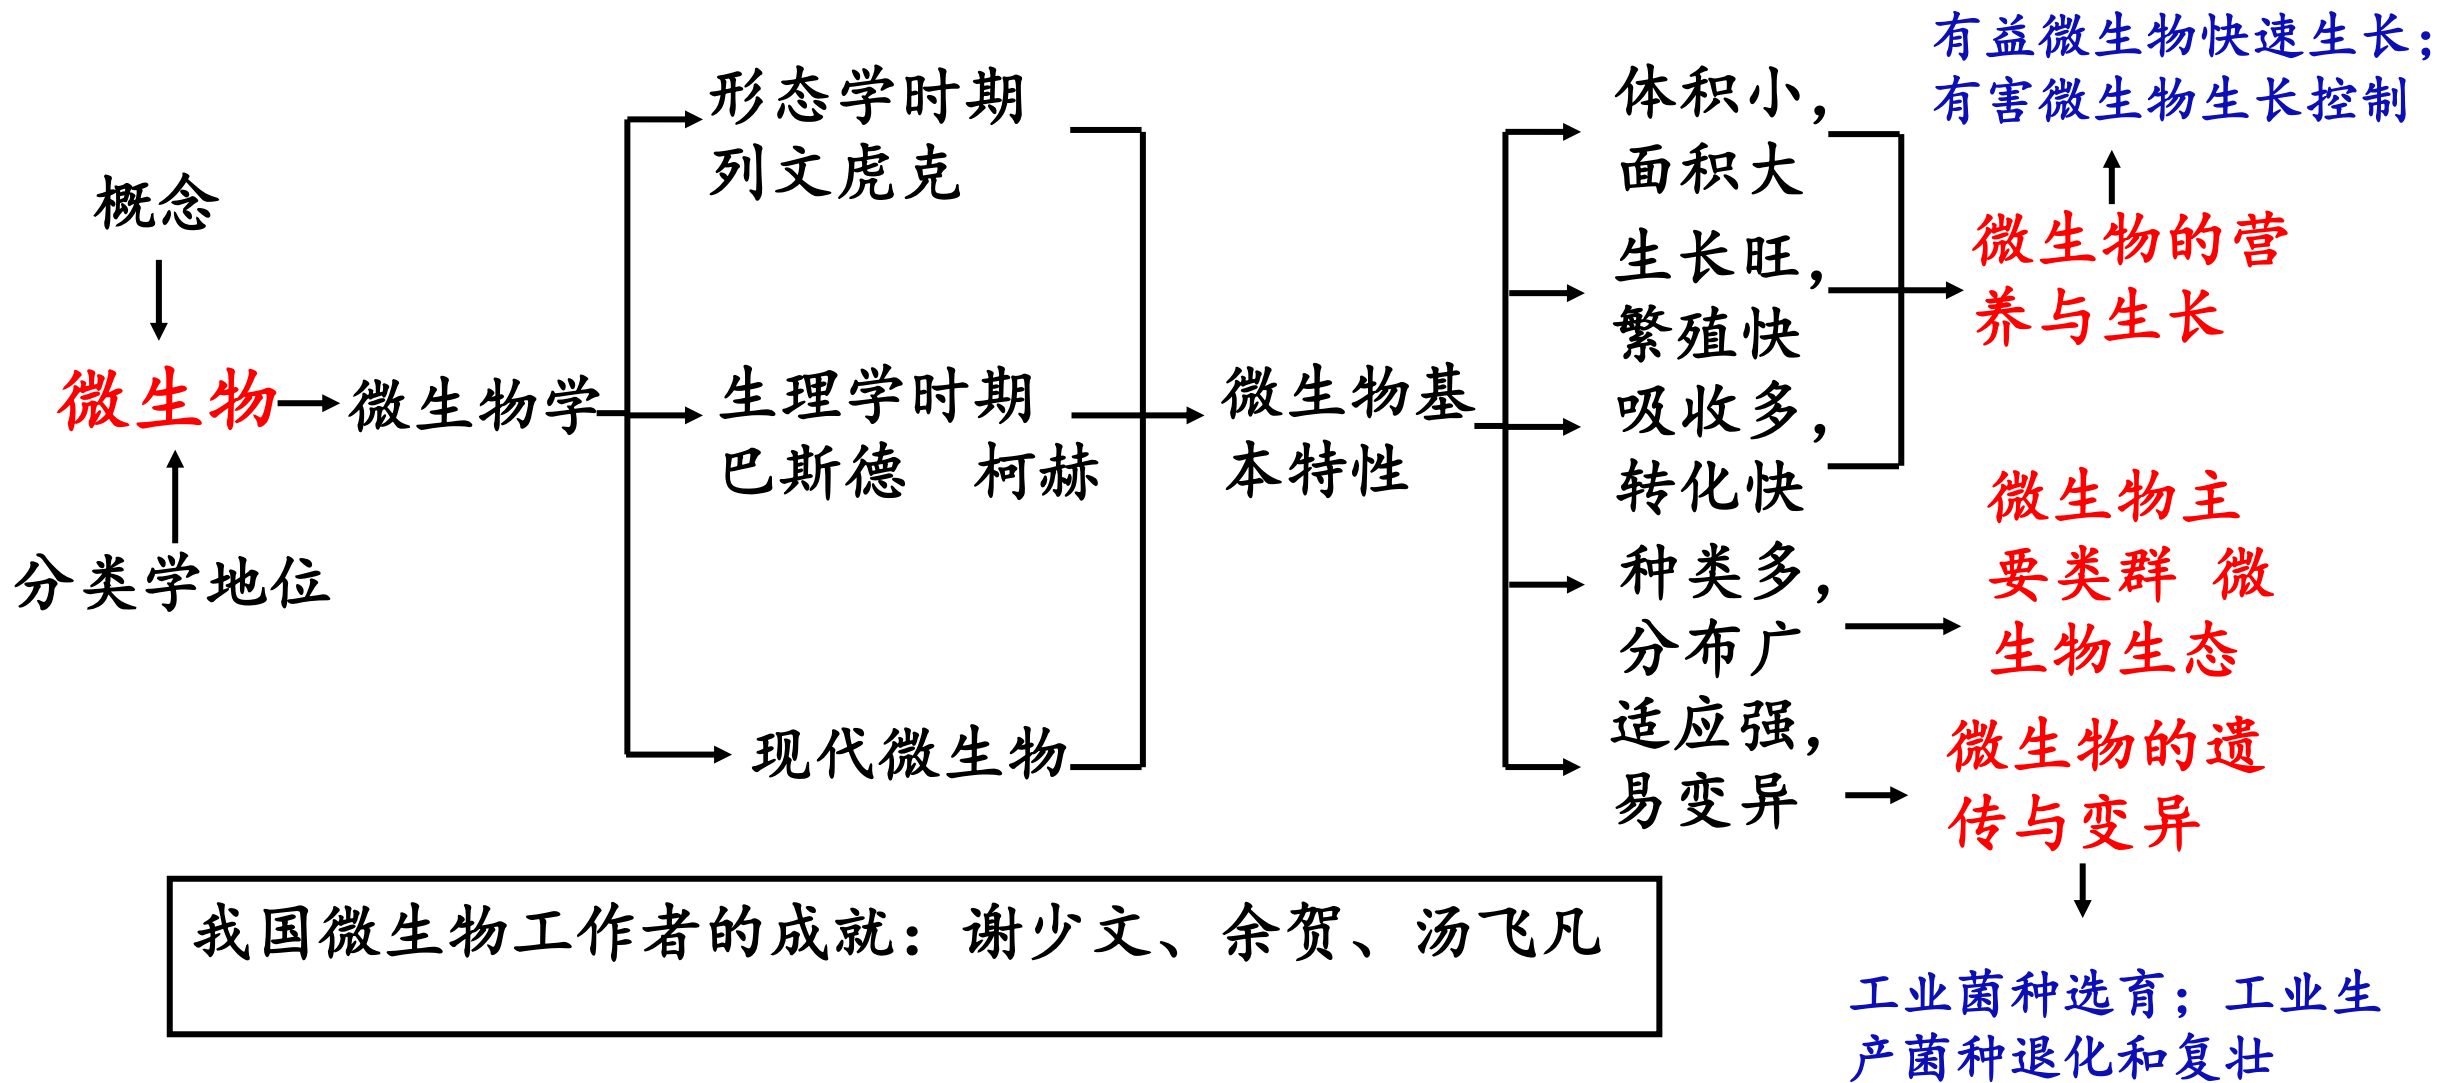 概念
微生物
分类学地位
微生物学
形态学时期
列文虎克
生理学时期
巴斯德 柯赫
现代微生物
微生物基
本特性
体积小，
面积大
生长旺，
繁殖快
吸收多，
转化快
种类多，
分布广
适应强，
易变异
有益微生物快速生长；
有害微生物生长控制
微生物的营
养与生长
微生物主
要类群 微
生物生态
微生物的遗
传与变异
工业菌种选育；工业生
产菌种退化和复壮
我国微生物工作者的成就：谢少文、余贺、汤飞凡